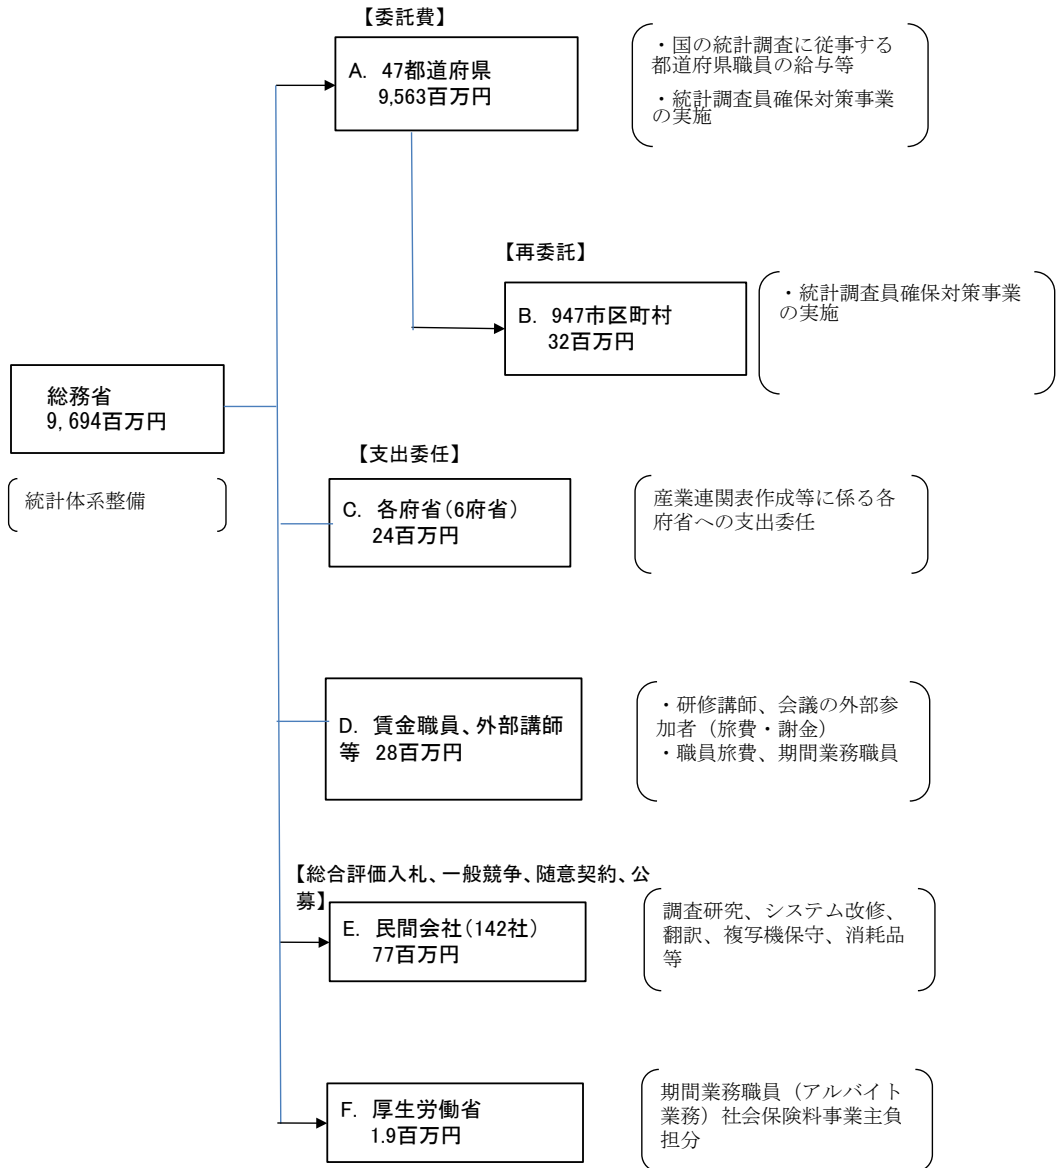 【委託費】
A. 47都道府県
9,563百万円
・国の統計調査に従事する
都道府県職員の給与等
・統計調査員確保対策事業
の実施
【再委託】
B. 947市区町村
32百万円
・統計調査員確保対策事業
の実施
総務省
9,694百万円
統計体系整備
【支出委任】
C. 各府省(6府省)
24百万円
産業連関表作成等に係る各
府省への支出委任
D. 賃金職員、外部講師
等 28百万円
・研修講師、会議の外部参
加者(旅費・謝金)
・職員旅費、期間業務職員
【総合評価入札、一般競争、随意契約、公
募】
E. 民間会社(142社)
77百万円
調査研究、システム改修、
翻訳、複写機保守、消耗品
等
F. 厚生労働省
1.9百万円
期間業務職員(アルバイト
業務)社会保険料事業主負
担分